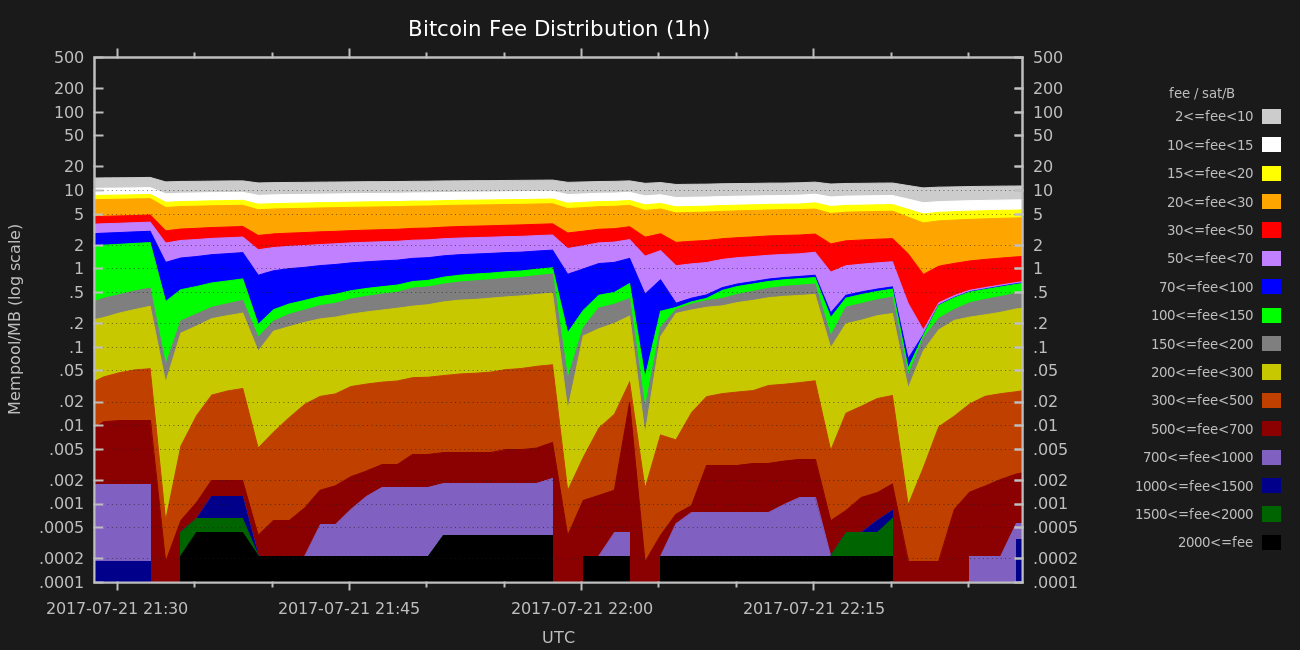 Bitcoin Fee Distribution (1h)
500 500
200 200
100 100
50 50
20 20
10 10
5 5
2 2
1 1
.5 .5
.2 .2
.1 .1
.05 .05
.02 .02
.01 .01
.005 .005
.002 .002
.001 .001
.0005 .0005
.0002 .0002
.0001 .0001
Mempool/MB (log scale)
2017-07-21 21:30 2017-07-21 21:45 2017-07-21 22:00 2017-07-21 22:15
UTC
fee / sat/B
2<=fee<10
10<=fee<15
15<=fee<20
20<=fee<30
30<=fee<50
50<=fee<70
70<=fee<100
100<=fee<150
150<=fee<200
200<=fee<300
300<=fee<500
500<=fee<700
700<=fee<1000
1000<=fee<1500
1500<=fee<2000
2000<=fee